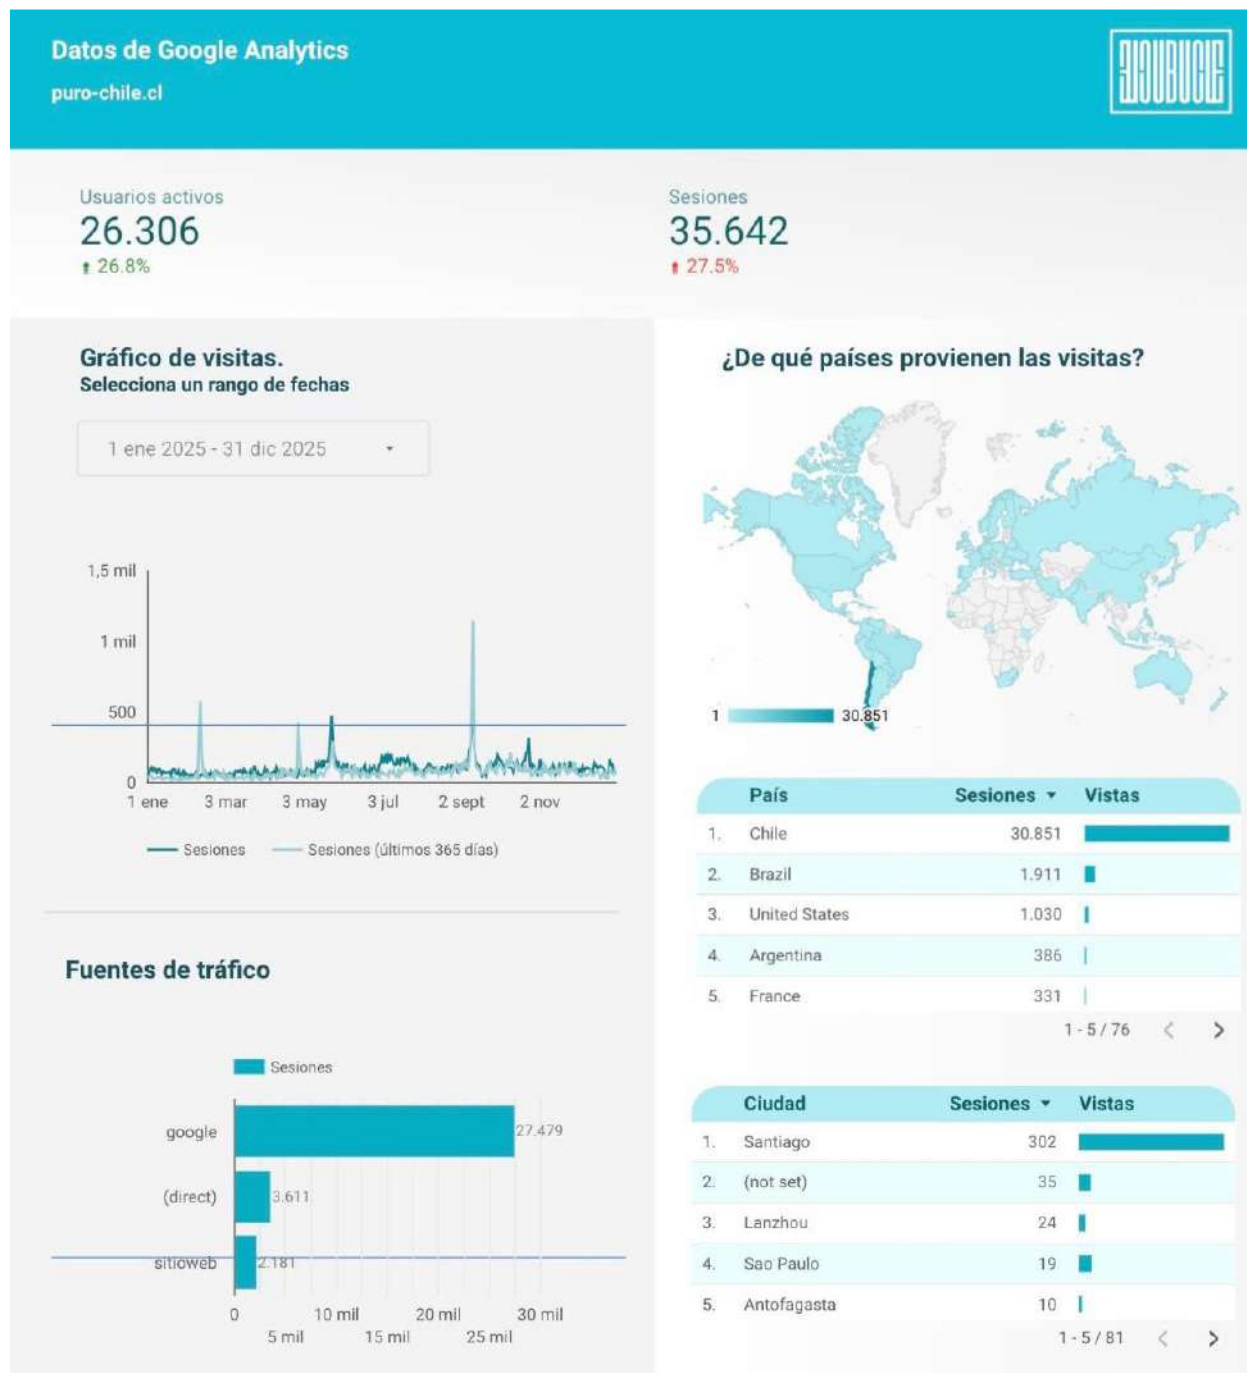 Datos de Google Analytics
puro-chile.cl
Usuarios activos
26.306
26.8%
Sesiones
35.642
27.5%
Gráfico de visitas.
Selecciona un rango de fechas
1 ene 2025 - 31 dic 2025
1,5 mil
1 mil
500
0
1 ene 3 mar 3 may 3 jul 2 sept 2 nov
Sesiones Sesiones (últimos 365 días)
Fuentes de tráfico
Sesiones
google 27.479
(direct) 3.611
sitioweb 2.181
0 10 mil 20 mil 30 mil
5 mil 15 mil 25 mil
¿De qué países provienen las visitas?
1 30.851
País Sesiones Vistas
1. Chile 30.851
2. Brazil 1.911
3. United States 1.030
4. Argentina 386
5. France 331
1 - 5 / 76
Ciudad Sesiones Vistas
1. Santiago 302
2. (not set) 35
3. Lanzhou 24
4. Sao Paulo 19
5. Antofagasta 10
1 - 5 / 81